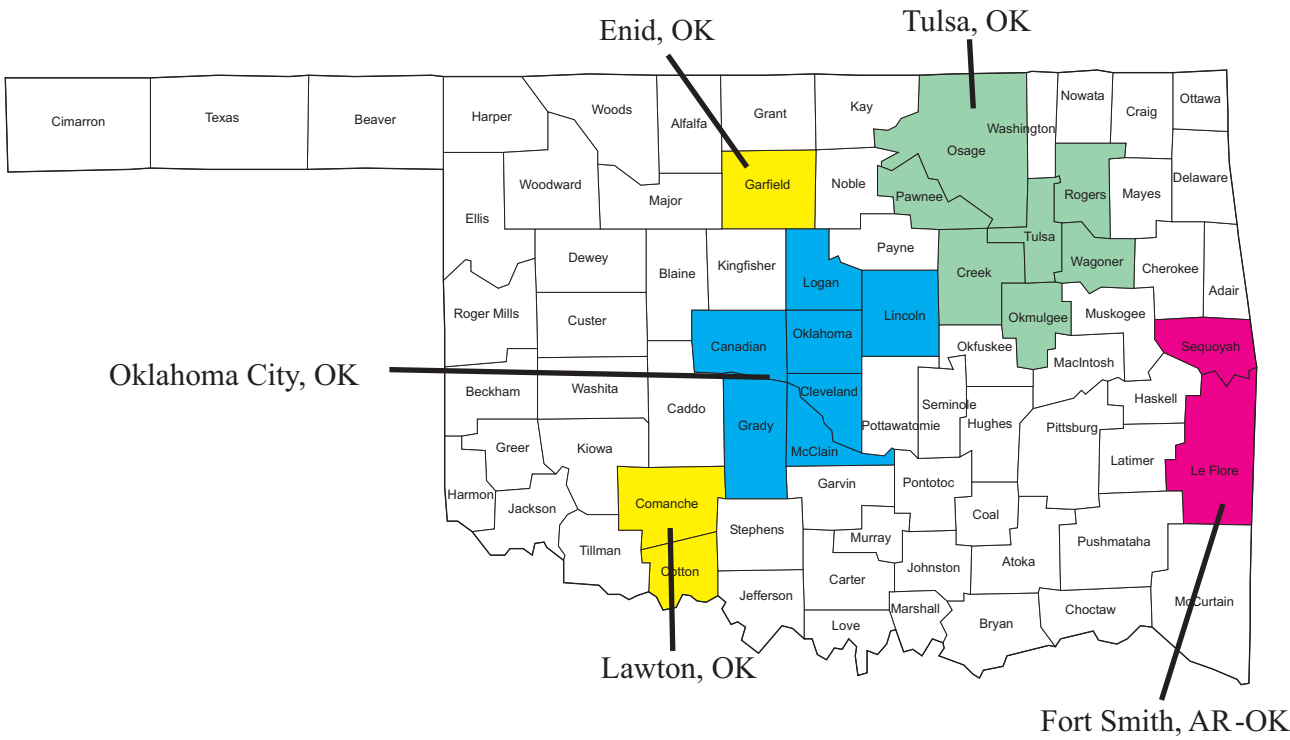 Enid, OK
Tulsa, OK
Cimarron
Texas
Beaver
Harper
Woods
Alfalfa
Grant
Kay
Osage
Washington
Nowata
Craig
Ottawa
Woodward
Major
Garfield
Noble
Pawnee
Rogers
Mayes
Delaware
Ellis
Dewey
Blaine
Kingfisher
Logan
Payne
Creek
Tulsa
Wagoner
Cherokee
Adair
Roger Mills
Custer
Canadian
Oklahoma
Lincoln
Okmulgee
Muskogee
Okfuskee
MacIntosh
Sequoyah
Oklahoma City, OK
Beckham
Washita
Caddo
Grady
Cleveland
McClain
Pottawatomie
Seminole
Hughes
Pittsburg
Haskell
Latimer
Le Flore
Greer
Kiowa
Harmon
Jackson
Comanche
Garvin
Pontotoc
Coal
Tillman
Cotton
Stephens
Murray
Johnston
Atoka
Pushmataha
Jefferson
Carter
Love
Marshall
Bryan
Choctaw
McCurtain
Lawton, OK
Fort Smith, AR-OK